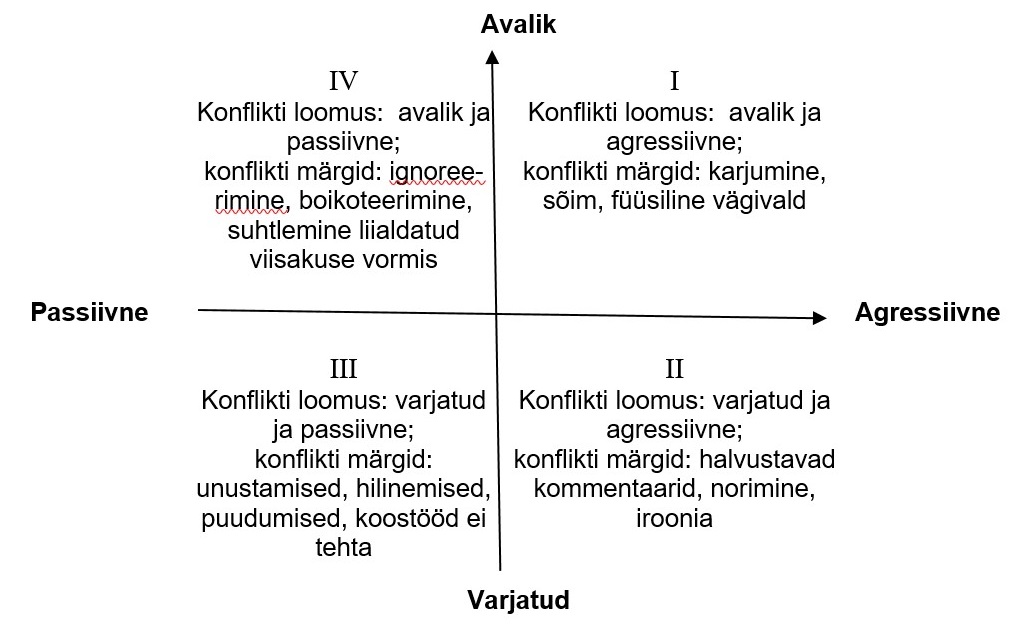 Avalik
IV
Konflikti loomus:  avalik ja
passiivne;
konflikti märgid: ignoree-
rimine, boikoteerimine,
suhtlemine liialdatud
viisakuse vormis
I
Konflikti loomus:  avalik ja
agressiivne;
konflikti märgid: karjumine,
sõim, füüsiline vägivald
Passiivne
Agressiivne
III
Konflikti loomus: varjatud
ja passiivne;
konflikti märgid:
unustamised, hilinemised,
puudumised, koostööd ei
tehta
II
Konflikti loomus: varjatud ja
agressiivne;
konflikti märgid: halvustavad
kommentaarid, norimine,
iroonia
Varjatud